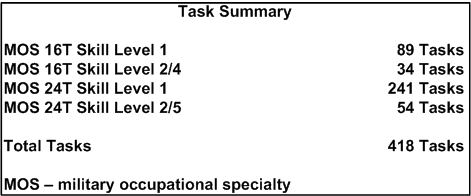 Task Summary
MOS 16T Skill Level 1 89 Tasks
MOS 16T Skill Level 2/4 34 Tasks
MOS 24T Skill Level 1 241 Tasks
MOS 24T Skill Level 2/5 54 Tasks
Total Tasks 418 Tasks
MOS – military occupational specialty